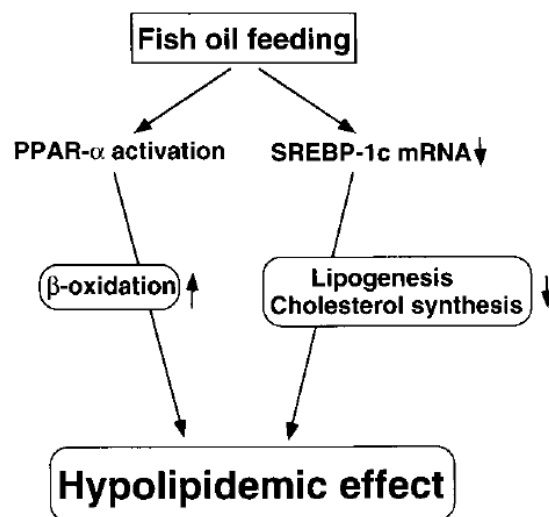 Fish oil feeding
PPAR-α activation
SREBP-1c mRNA↓
β-oxidation ↑
Lipogenesis
Cholesterol synthesis ↓
Hypolipidemic effect